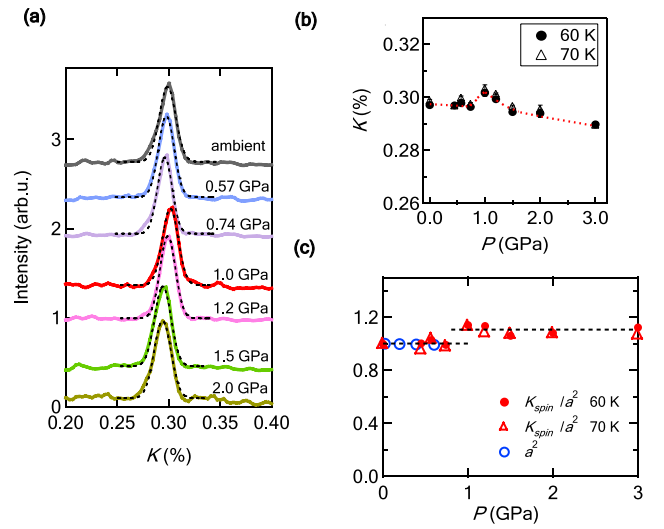 (a)
Intensity (arb.u.)
3
2
1
0
ambient
0.57 GPa
0.74 GPa
1.0 GPa
1.2 GPa
1.5 GPa
2.0 GPa
0.20 0.25 0.30 0.35 0.40
K (%)
(b)
K (%)
0.32
0.30
0.28
0.26
60 K
70 K
0.0 1.0 2.0 3.0
P (GPa)
(c)
1.2
0.8
0.4
0.0
K_spin /a² 60 K
K_spin /a² 70 K
a²
0 1 2 3
P (GPa)